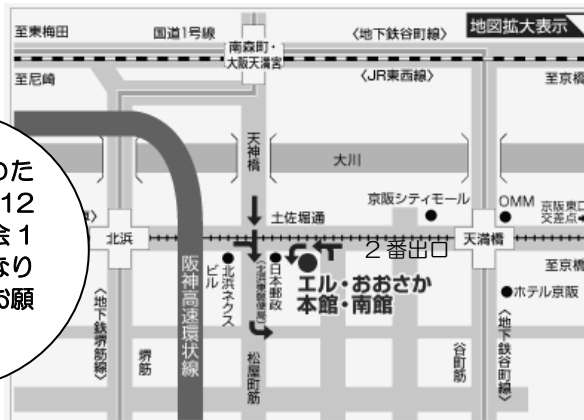 地図拡大表示
至東梅田
国道1号線
〈地下鉄谷町線〉
南森町・
大阪天満宮
至尼崎
〈JR東西線〉
至京橋
天神橋
大川
った
12
会1
なり
お願
京阪シティモール
OMM
京阪東口
交差点
土佐堀通
北浜
2番出口
天満橋
至京橋
阪神高速環状線
北浜ネクス
ビル
日本郵政
(北浜東郵便局)
エル・おおさか
本館・南館
ホテル京阪
〈地下鉄堺筋線〉
堺筋
松屋町筋
谷町筋
〈地下鉄谷町線〉